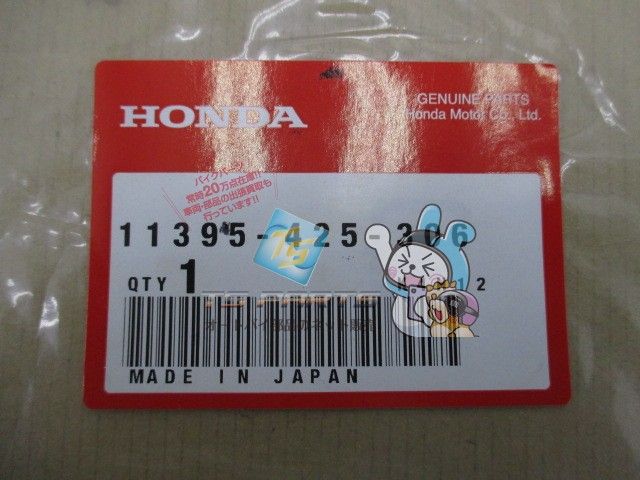 HONDA
GENUINE PARTS
Honda Motor Co., Ltd.
バイクパーツ
常時20万点在庫!!
車両・部品の出張買取も
行っています!!
11395-425-306
TG
QTY 1
2
オートバイ部品のネット販売
MADE IN JAPAN